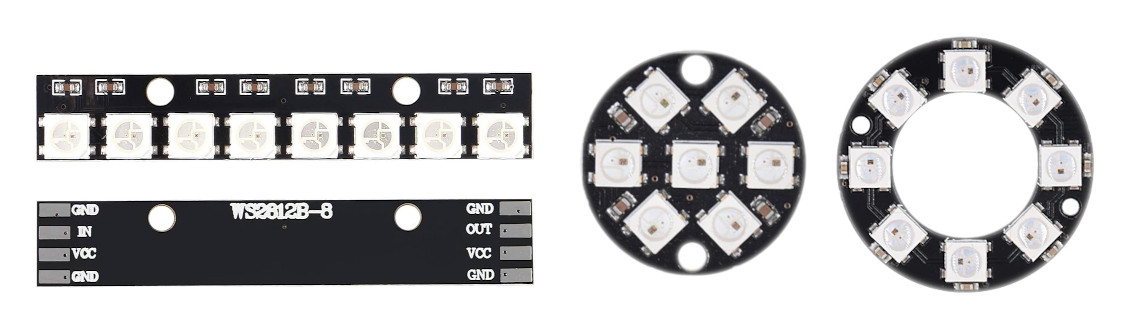 WS2812B-8
GND
IN
VCC
GND
GND
OUT
VCC
GND